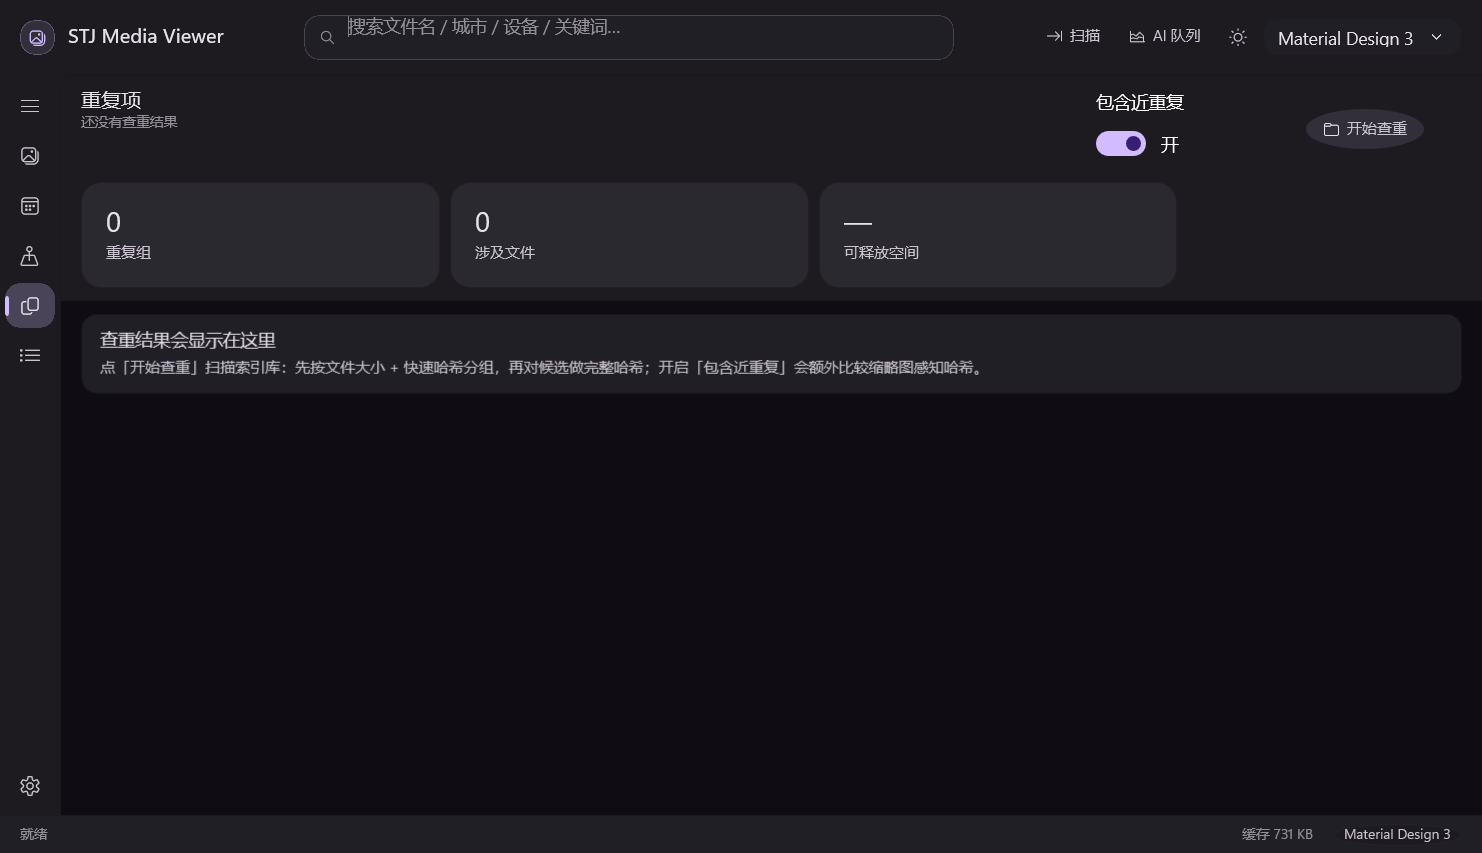 STJ Media Viewer
搜索文件名 / 城市 / 设备 / 关键词...
扫描
AI 队列
Material Design 3
重复项
还没有查重结果
包含近重复
开
开始查重
0
重复组
0
涉及文件
—
可释放空间
查重结果会显示在这里
点「开始查重」扫描索引库：先按文件大小 + 快速哈希分组，再对候选做完整哈希；开启「包含近重复」会额外比较缩略图感知哈希。
就绪
缓存 731 KB
Material Design 3